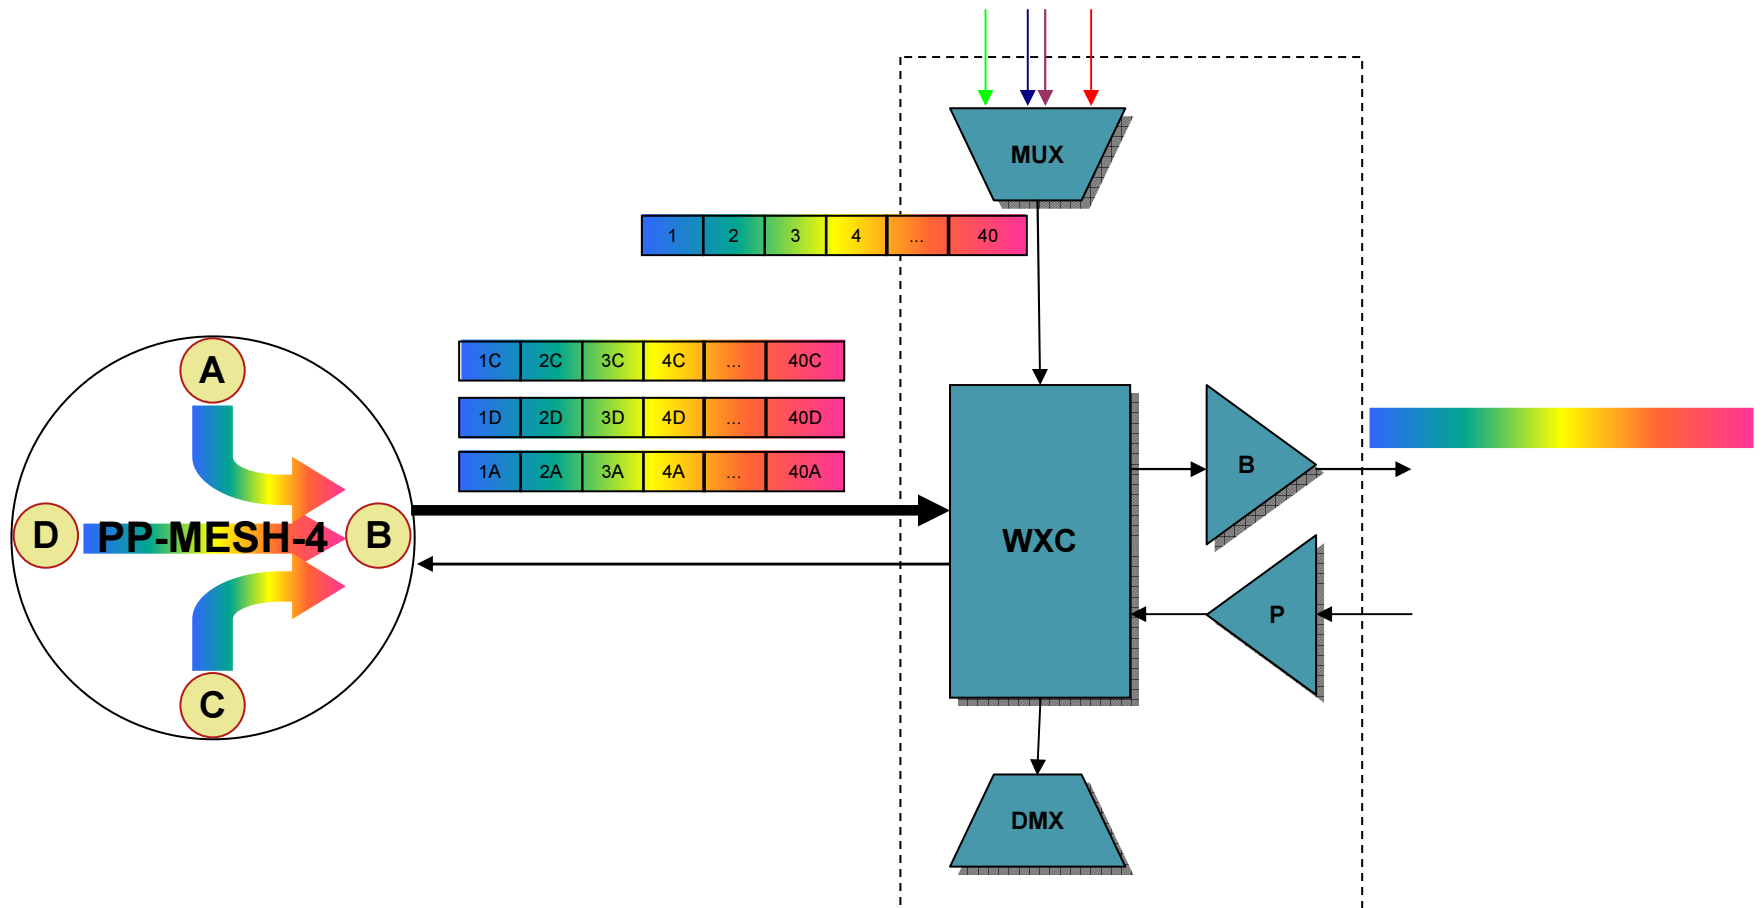 MUX
1 2 3 4 ... 40
1C 2C 3C 4C ... 40C
1D 2D 3D 4D ... 40D
1A 2A 3A 4A ... 40A
A
D PP-MESH-4 B
C
WXC
B
P
DMX